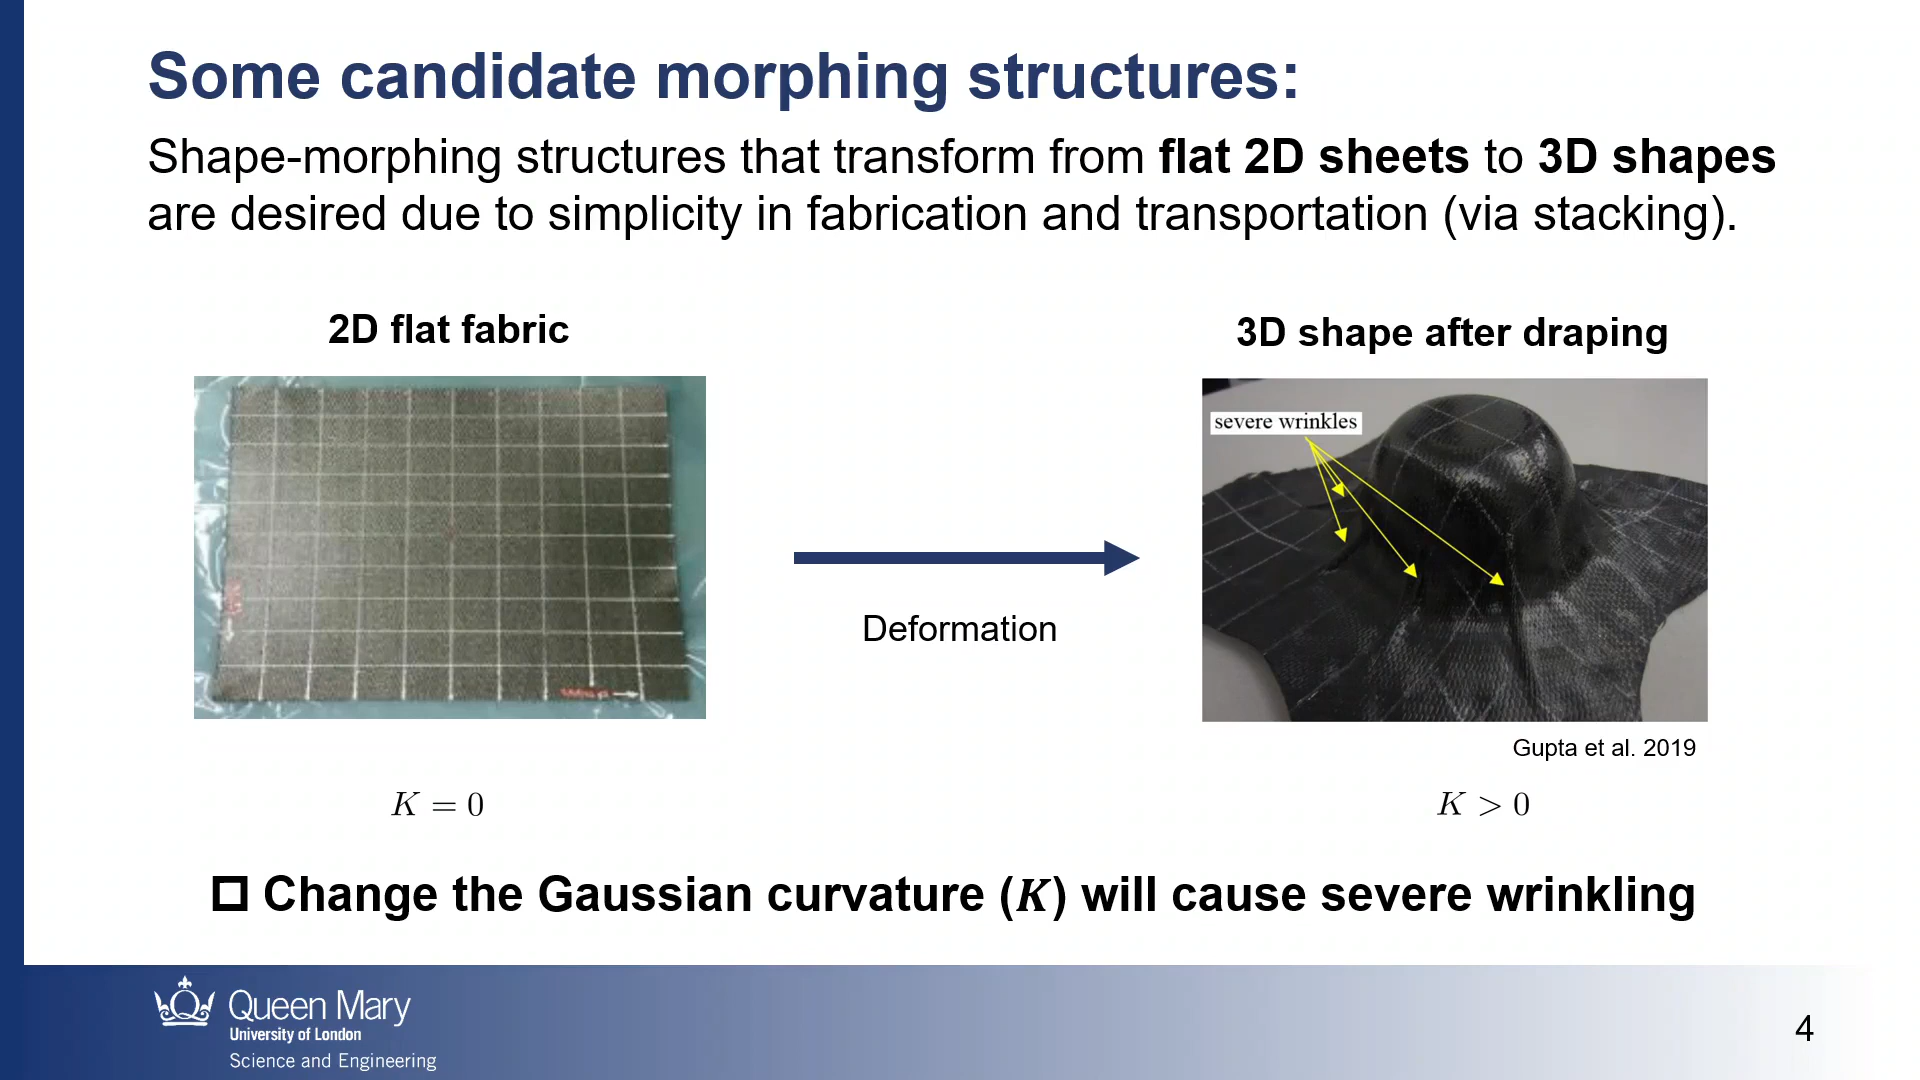 Some candidate morphing structures:
Shape-morphing structures that transform from flat 2D sheets to 3D shapes
are desired due to simplicity in fabrication and transportation (via stacking).
2D flat fabric
3D shape after draping
severe wrinkles
Deformation
Gupta et al. 2019
K = 0
K > 0
Change the Gaussian curvature (K) will cause severe wrinkling
Queen Mary
University of London
Science and Engineering
4